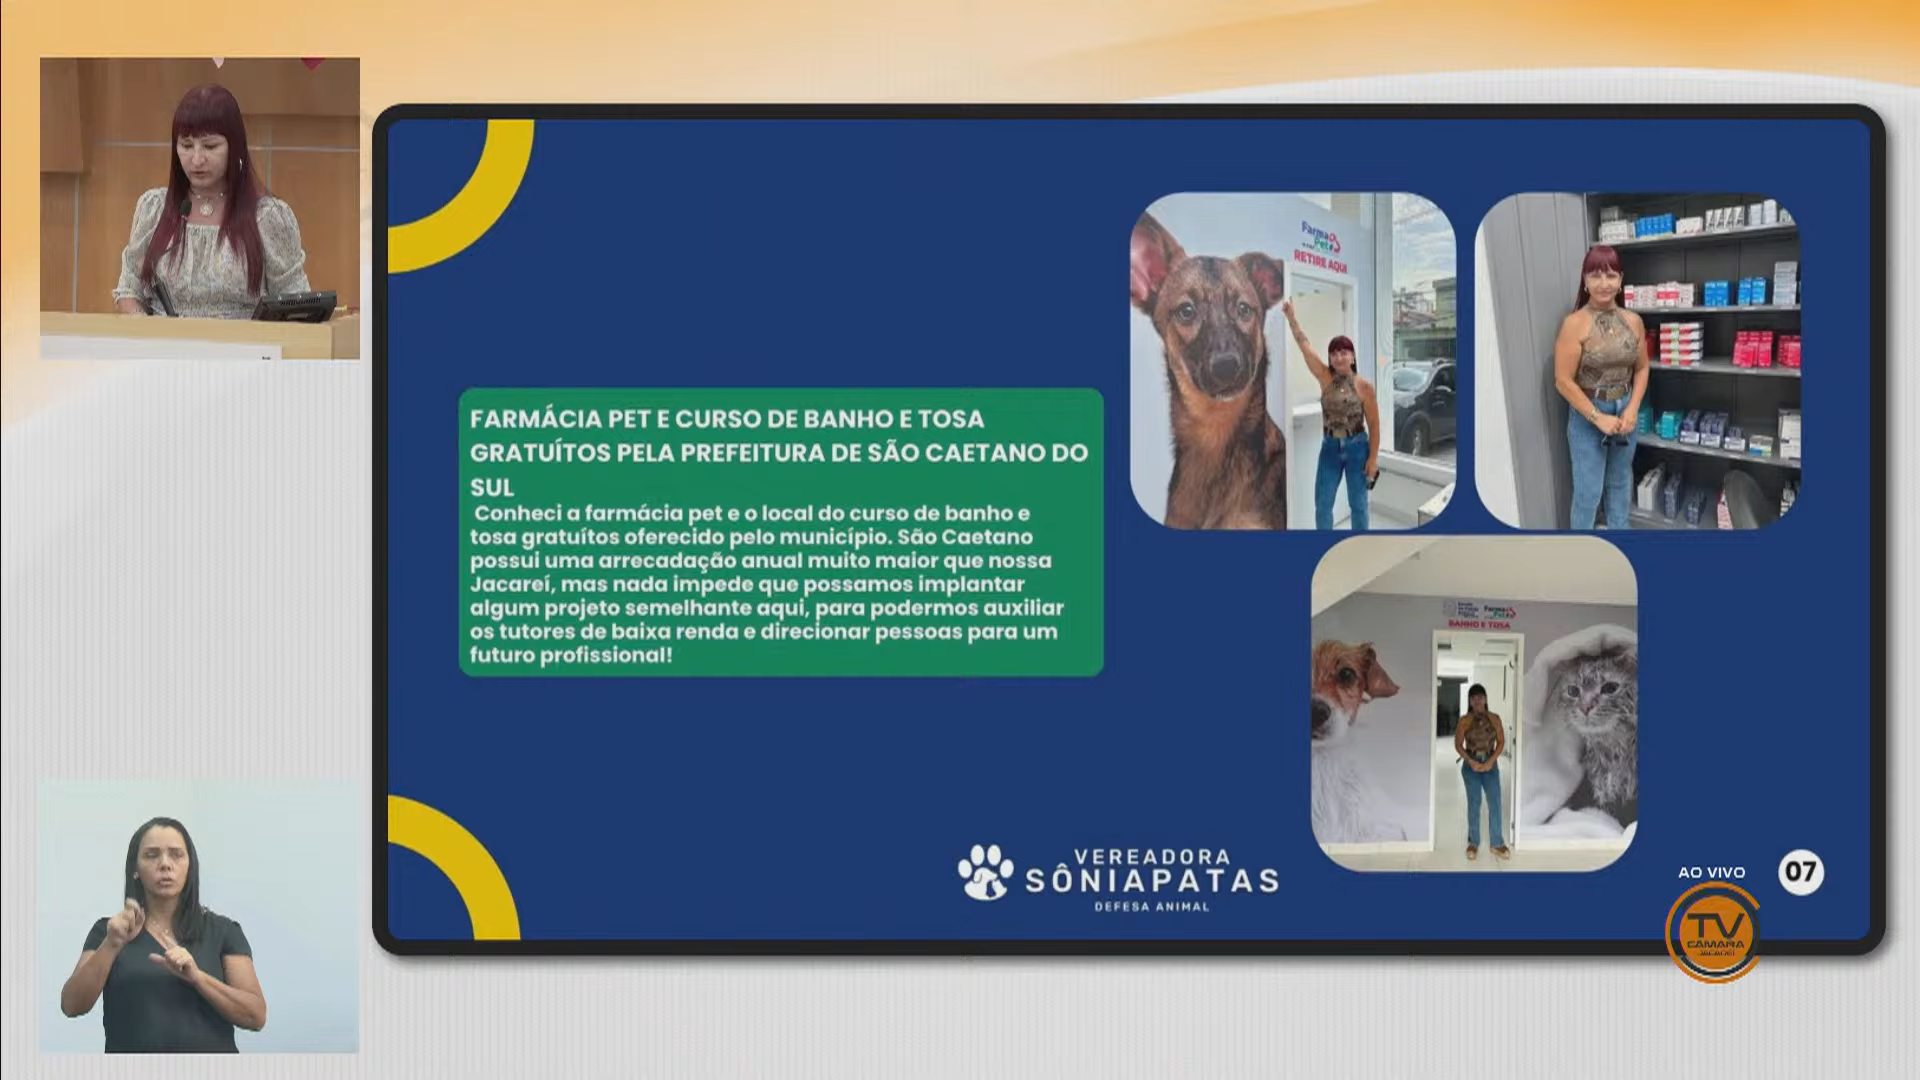 FARMÁCIA PET E CURSO DE BANHO E TOSA
GRATUÍTOS PELA PREFEITURA DE SÃO CAETANO DO
SUL
Conheci a farmácia pet e o local do curso de banho e
tosa gratuítos oferecido pelo município. São Caetano
possui uma arrecadação anual muito maior que nossa
Jacareí, mas nada impede que possamos implantar
algum projeto semelhante aqui, para podermos auxiliar
os tutores de baixa renda e direcionar pessoas para um
futuro profissional!
Farma
Pet
RETIRE AQUI
Farma
Pet
BANHO E TOSA
VEREADORA
SÔNIAPATAS
DEFESA ANIMAL
AO VIVO
07
TV
CÂMARA
JACAREÍ